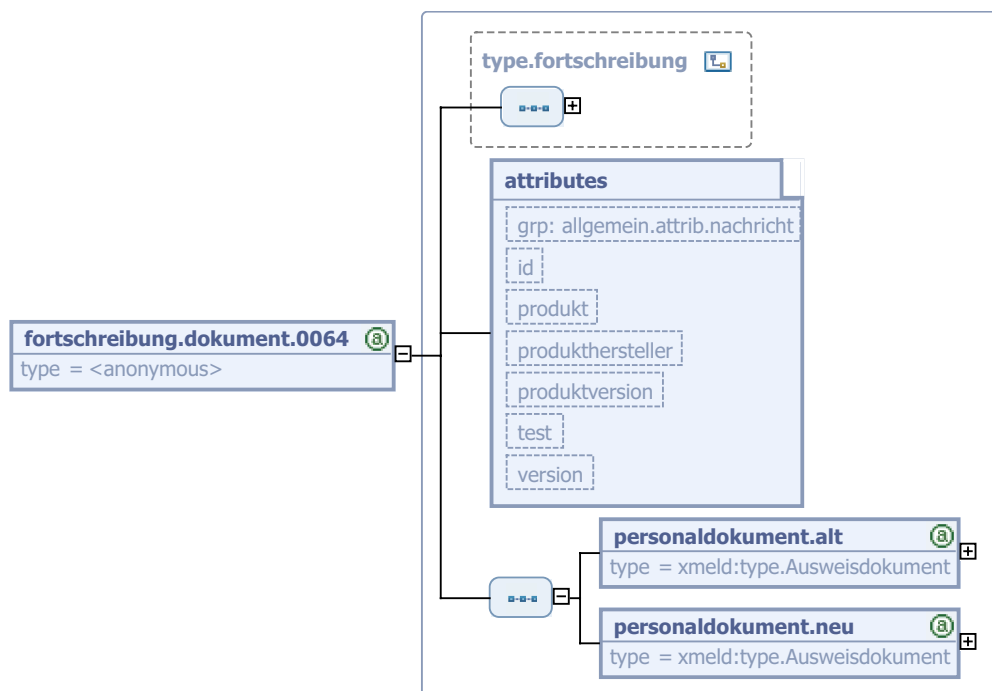 type.fortschreibung
attributes
grp: allgemein.attrib.nachricht
id
produkt
produkthersteller
produktversion
test
version
fortschreibung.dokument.0064 a
type = <anonymous>
personaldokument.alt a
type = xmeld:type.Ausweisdokument
personaldokument.neu a
type = xmeld:type.Ausweisdokument